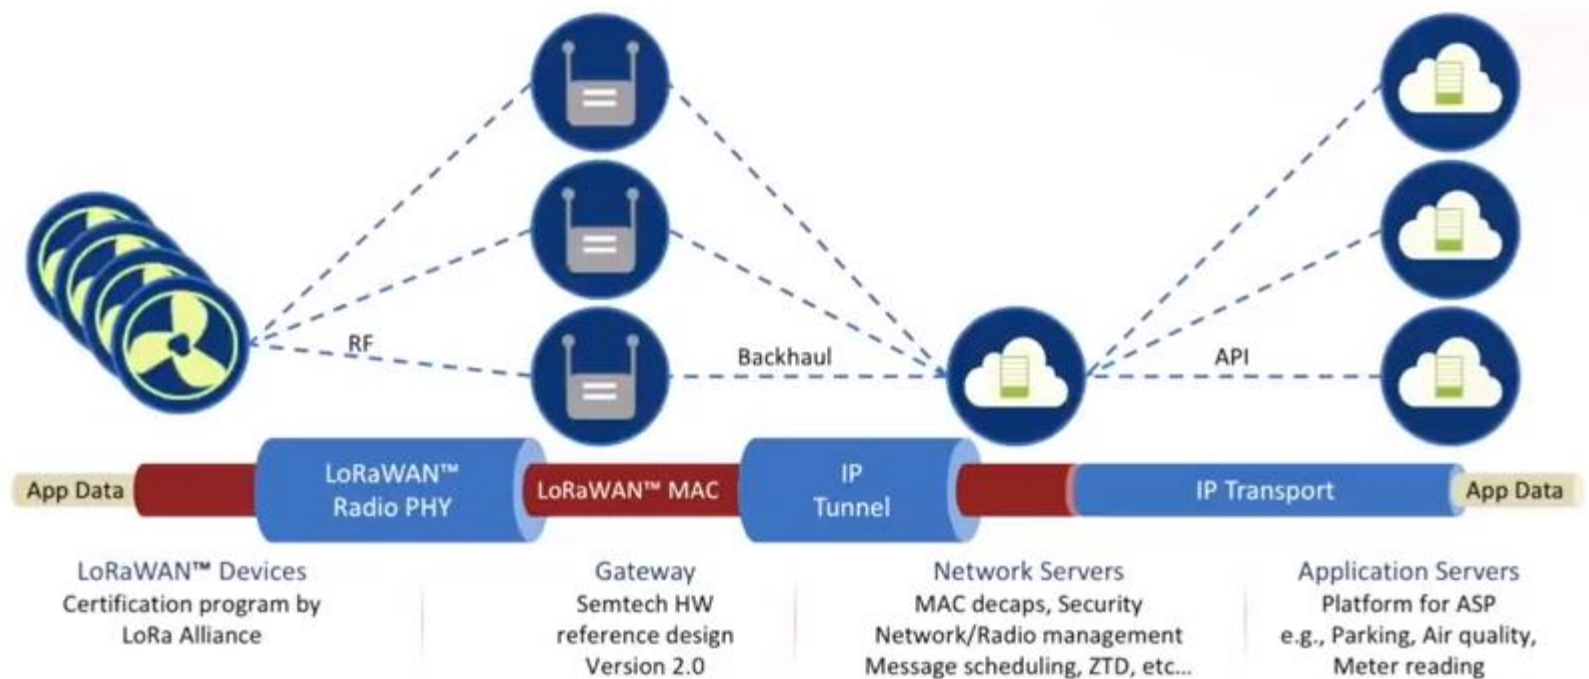 RF
Backhaul
API
App Data
LoRaWAN™
Radio PHY
LoRaWAN™ MAC
IP
Tunnel
IP Transport
App Data
LoRaWAN™ Devices
Certification program by
LoRa Alliance
Gateway
Semtech HW
reference design
Version 2.0
Network Servers
MAC decaps, Security
Network/Radio management
Message scheduling, ZTD, etc...
Application Servers
Platform for ASP
e.g., Parking, Air quality,
Meter reading